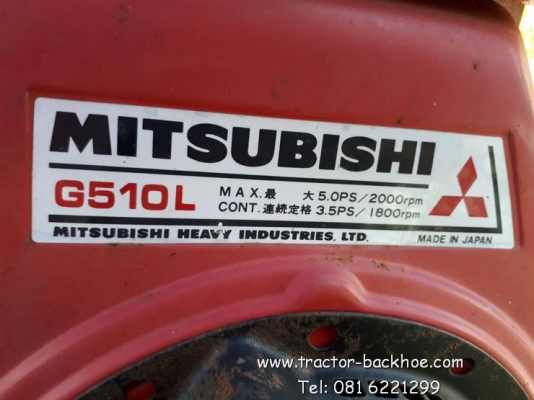 MITSUBISHI
G510L
MAX.最 大 5.0PS/2000rpm
CONT.連続定格 3.5PS/1800rpm
MITSUBISHI HEAVY INDUSTRIES, LTD.
MADE IN JAPAN
www.tractor-backhoe.com
Tel: 081 6221299